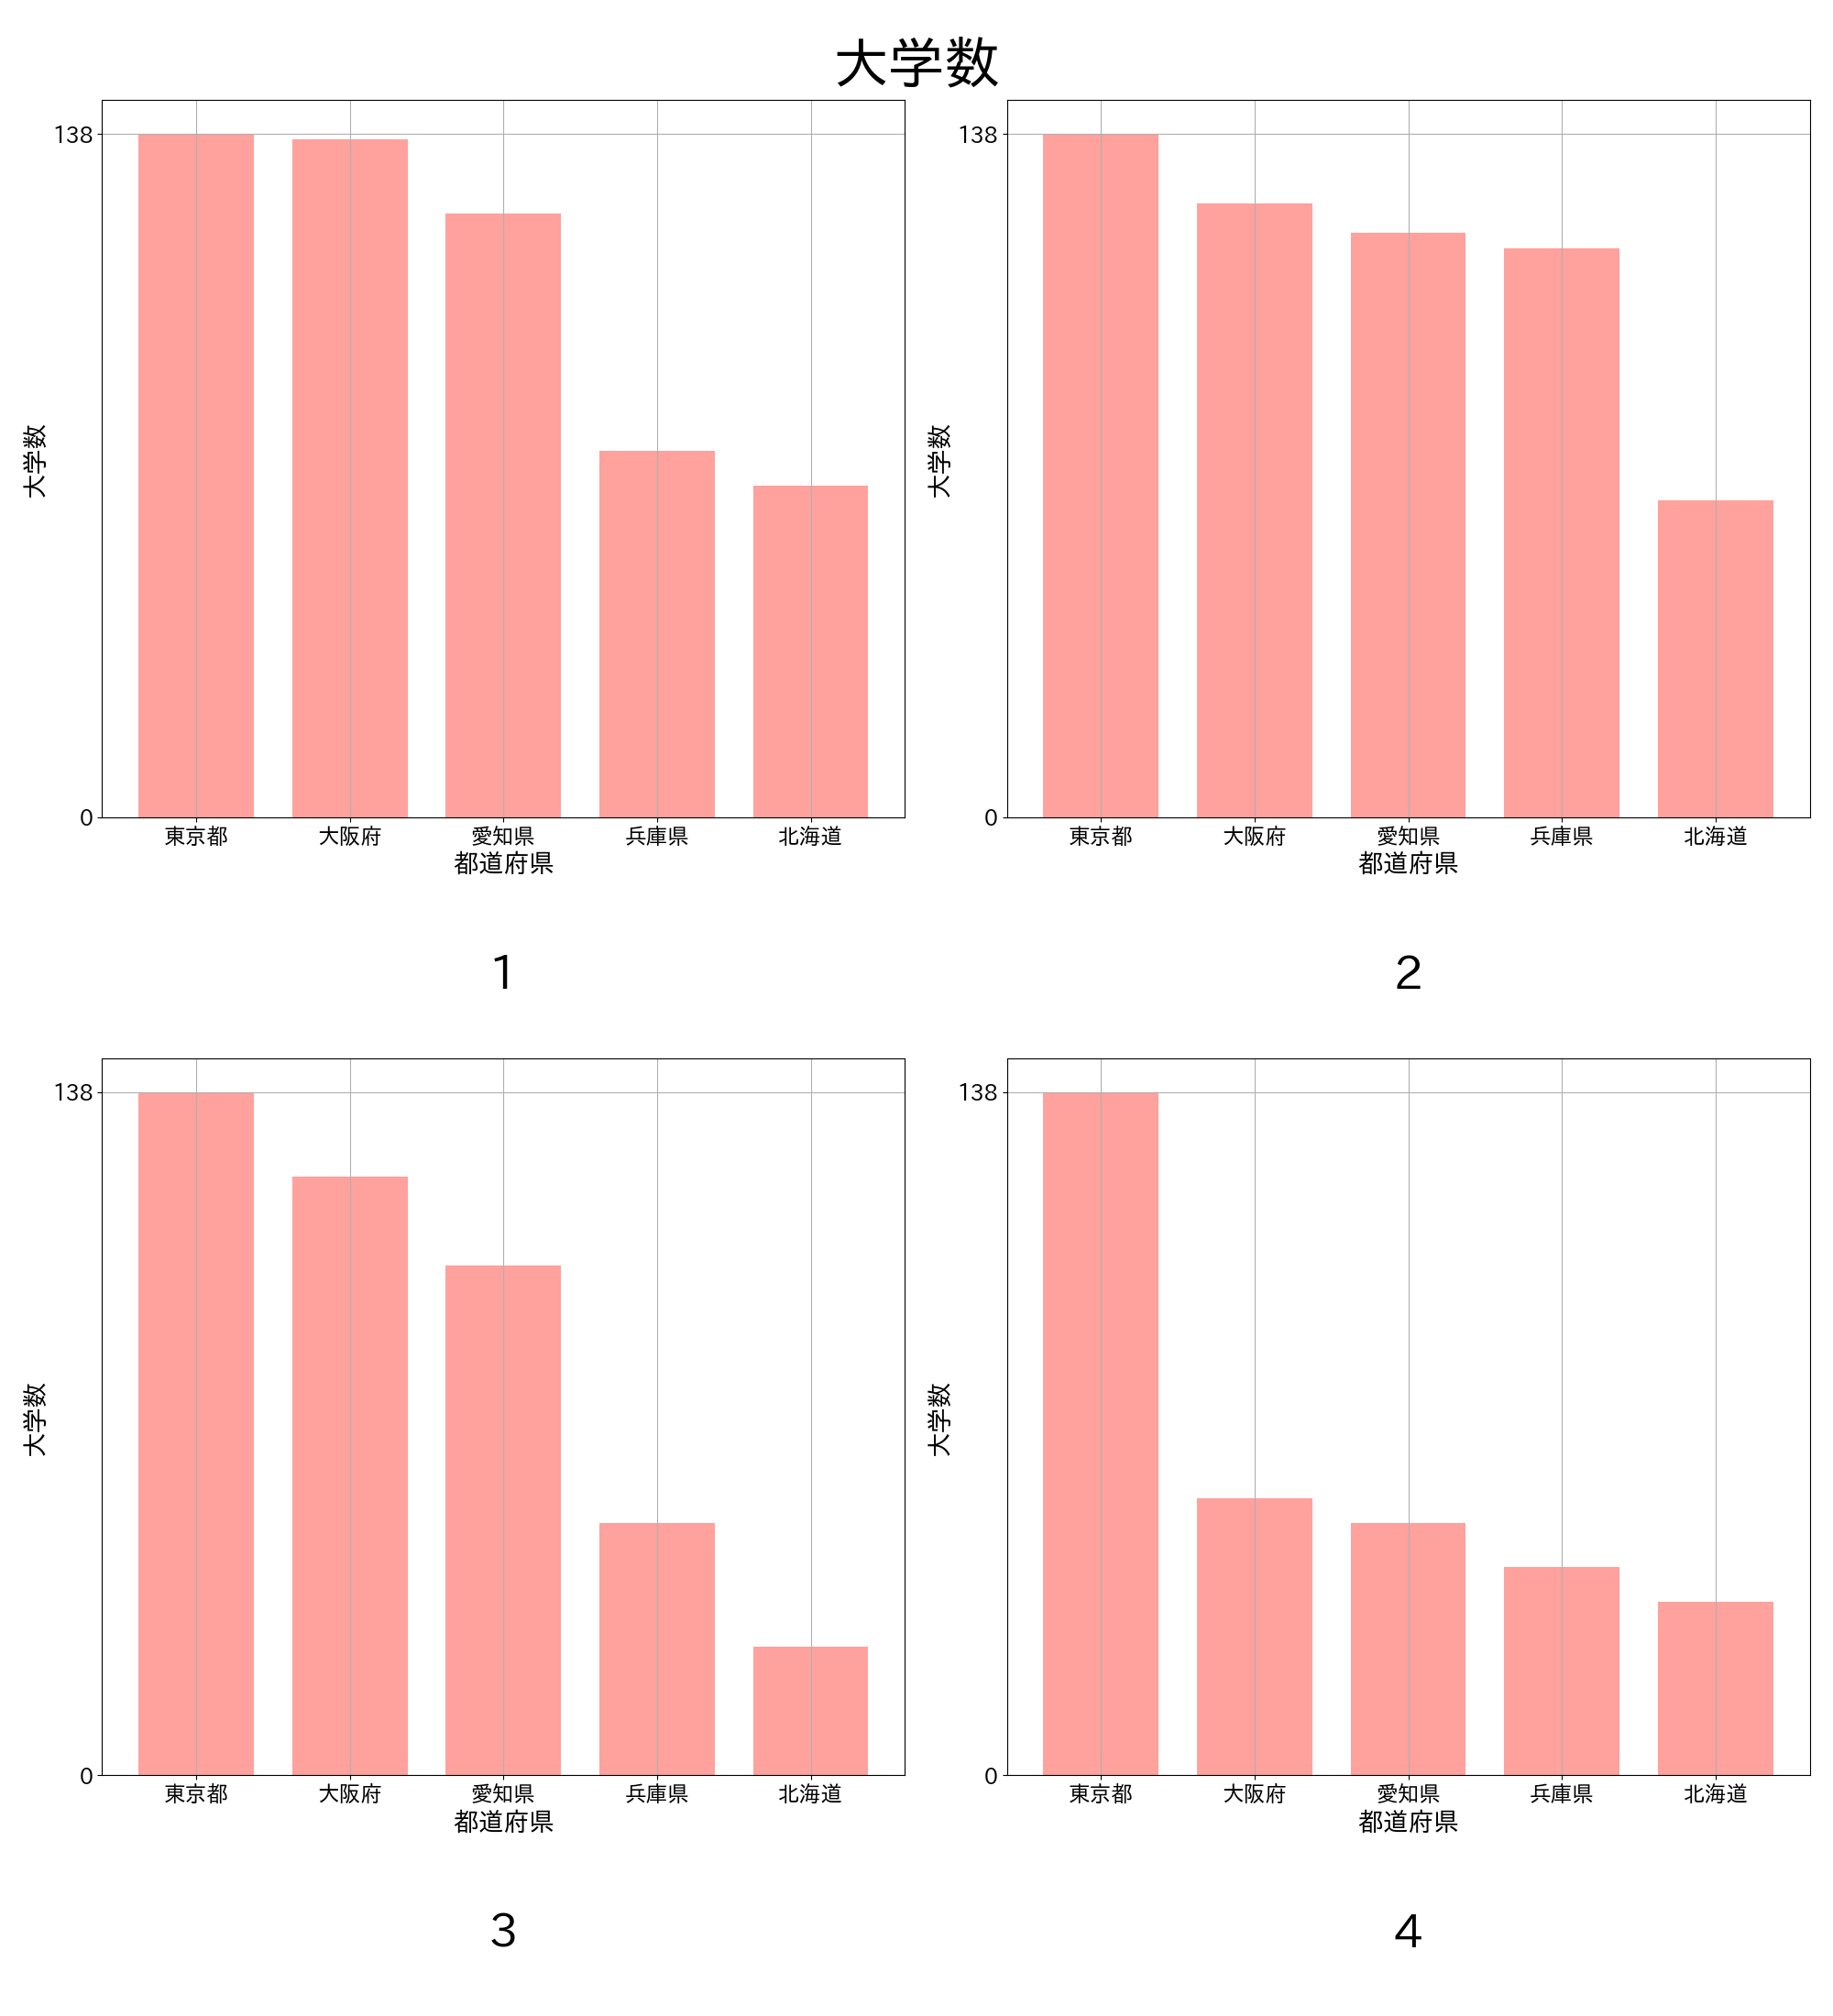 大学数
138
0
大学数
東京都 大阪府 愛知県 兵庫県 北海道
都道府県
1
138
0
大学数
東京都 大阪府 愛知県 兵庫県 北海道
都道府県
2
138
0
大学数
東京都 大阪府 愛知県 兵庫県 北海道
都道府県
3
138
0
大学数
東京都 大阪府 愛知県 兵庫県 北海道
都道府県
4